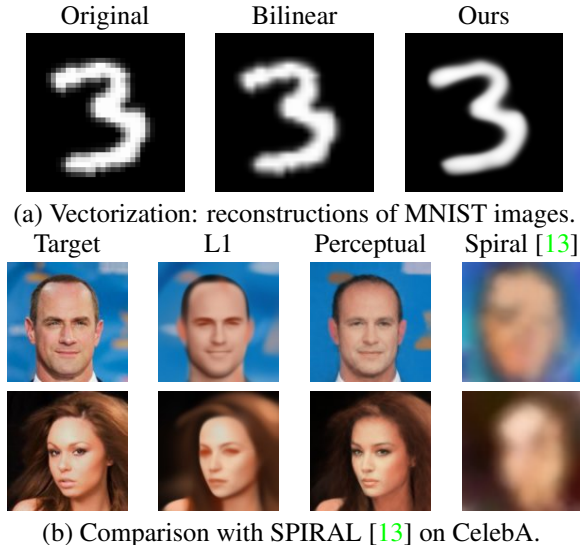 Original Bilinear Ours
(a) Vectorization: reconstructions of MNIST images.
Target L1 Perceptual Spiral [13]
(b) Comparison with SPIRAL [13] on CelebA.